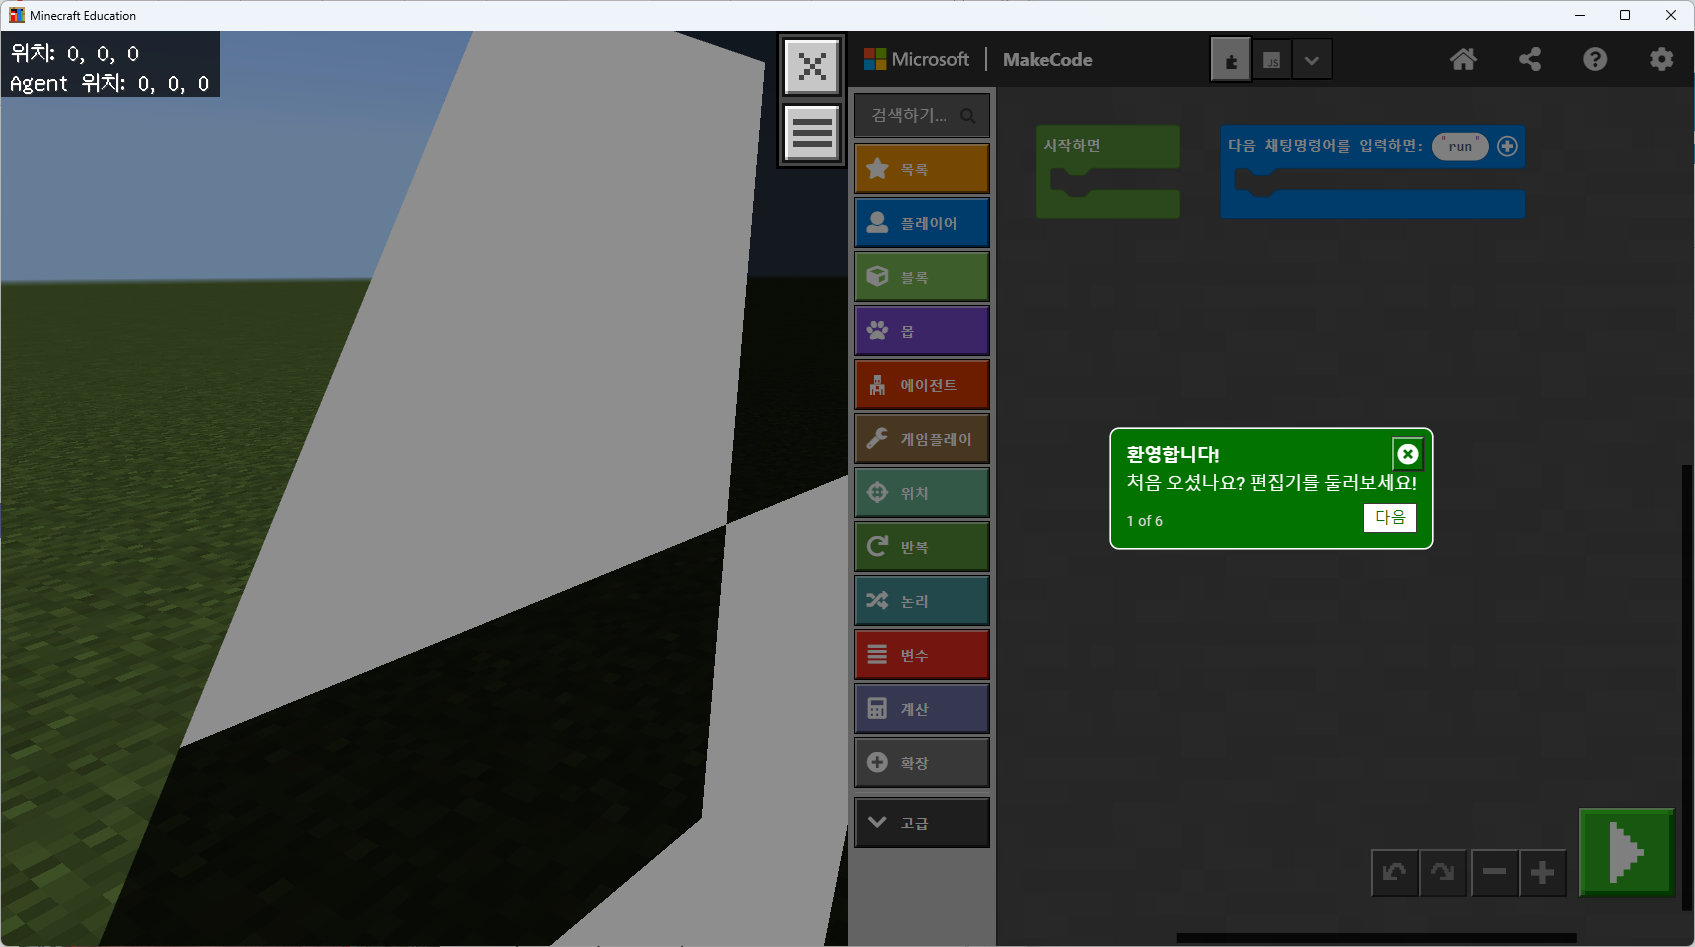 Minecraft Education
위치: 0, 0, 0
Agent 위치: 0, 0, 0
Microsoft | MakeCode
JS
검색하기...
목록
플레이어
블록
몹
에이전트
게임플레이
위치
반복
논리
변수
계산
확장
고급
시작하면
다음 채팅명령어를 입력하면: "run"
환영합니다!
처음 오셨나요? 편집기를 둘러보세요!
1 of 6
다음